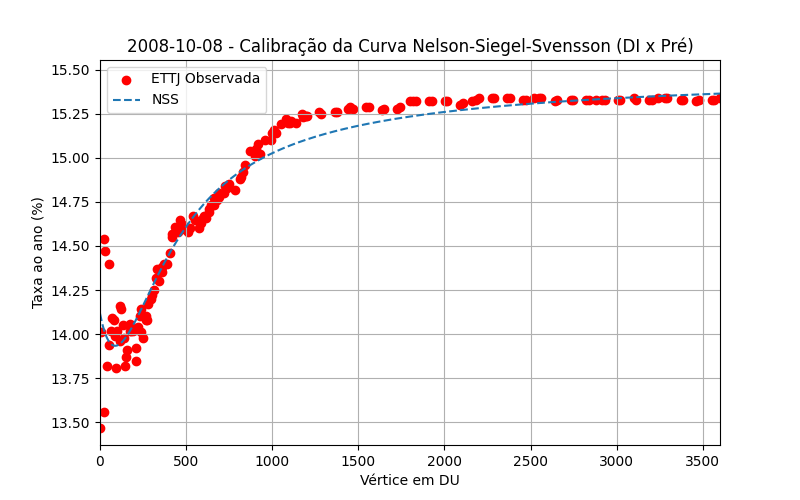 2008-10-08 - Calibração da Curva Nelson-Siegel-Svensson (DI x Pré)
ETTJ Observada
NSS
Taxa ao ano (%)
15.50
15.25
15.00
14.75
14.50
14.25
14.00
13.75
13.50
0 500 1000 1500 2000 2500 3000 3500
Vértice em DU